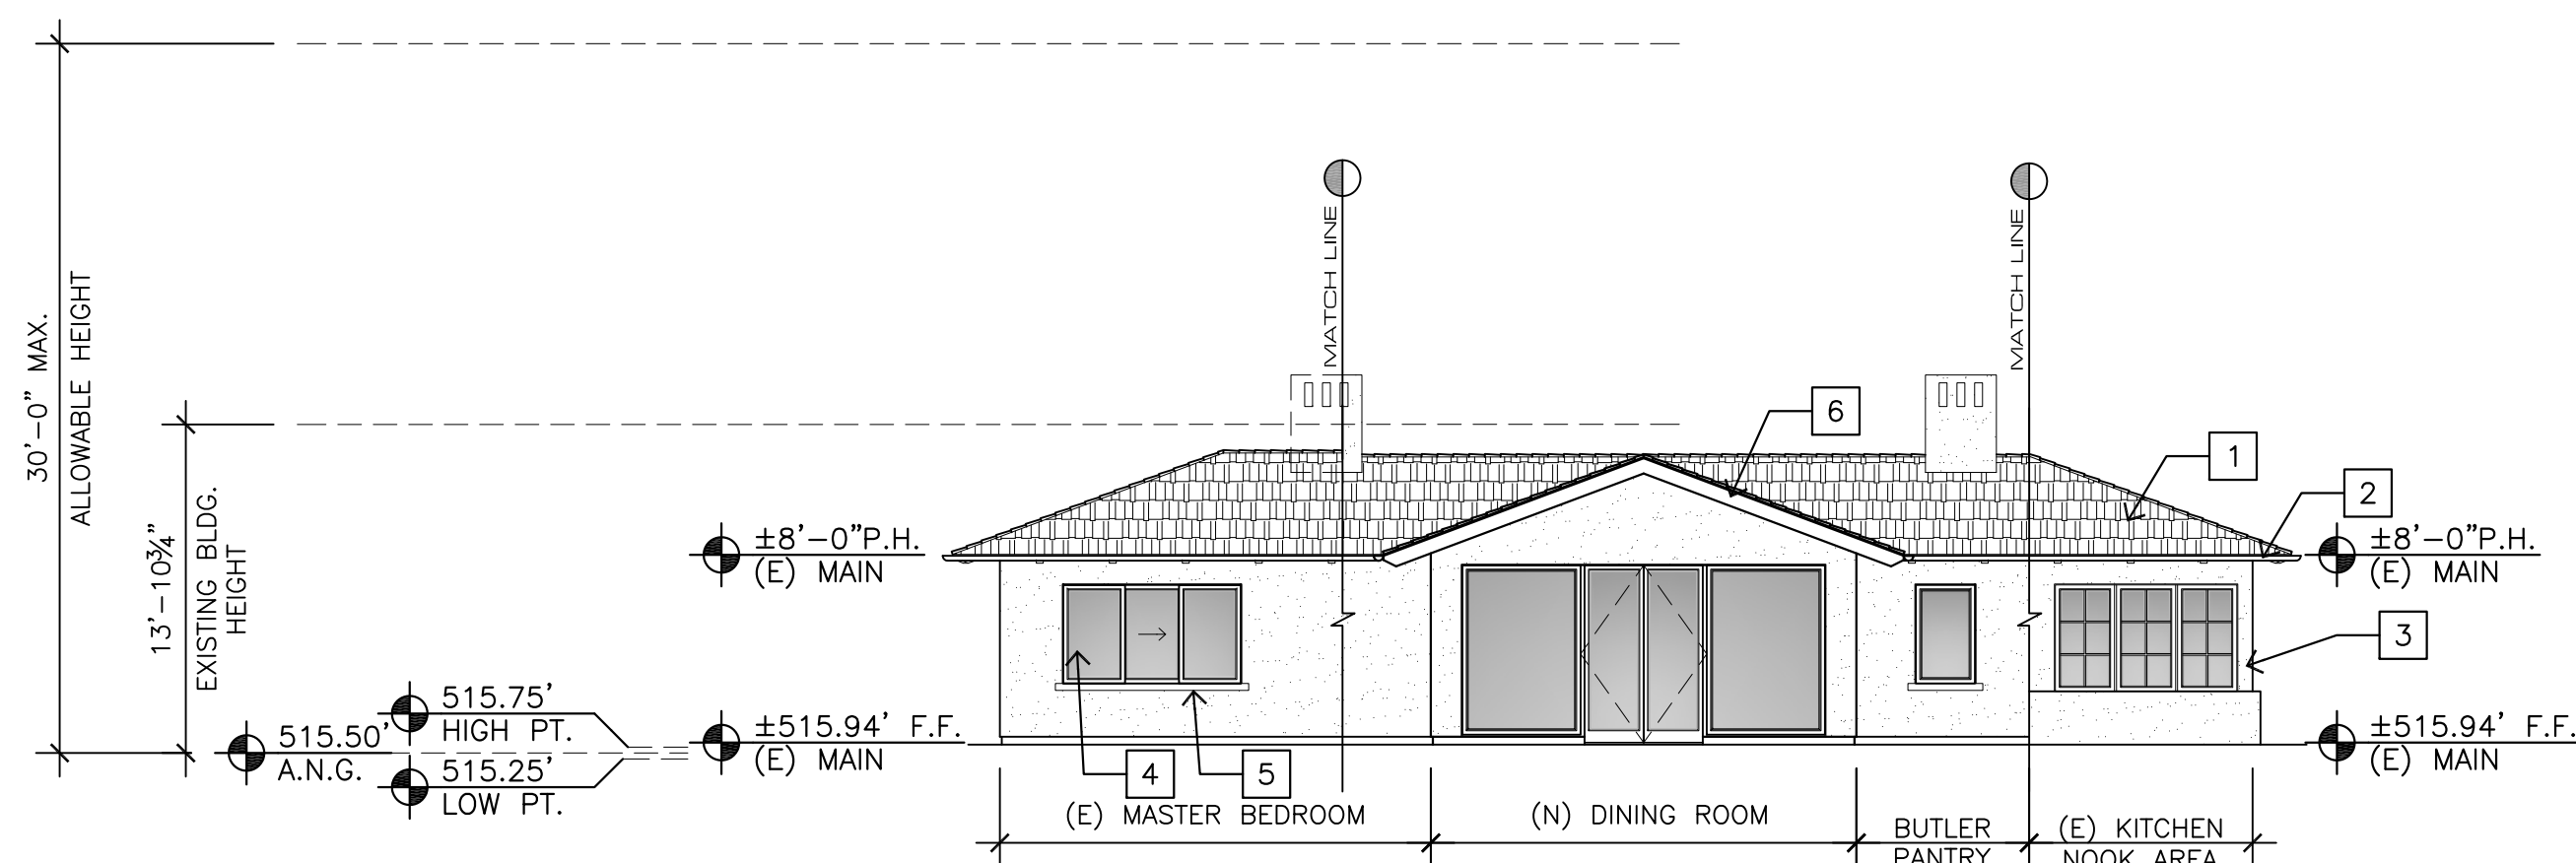 30'-0" MAX.
ALLOWABLE HEIGHT
13'-10¾"
EXISTING BLDG.
HEIGHT
MATCH LINE
MATCH LINE
6
1
2
±8'-0"P.H.
(E) MAIN
±8'-0"P.H.
(E) MAIN
3
515.75'
HIGH PT.
515.50'
A.N.G.
515.25'
LOW PT.
±515.94' F.F.
(E) MAIN
±515.94' F.F.
(E) MAIN
4
5
(E) MASTER BEDROOM
(N) DINING ROOM
BUTLER
PANTRY
(E) KITCHEN
NOOK AREA